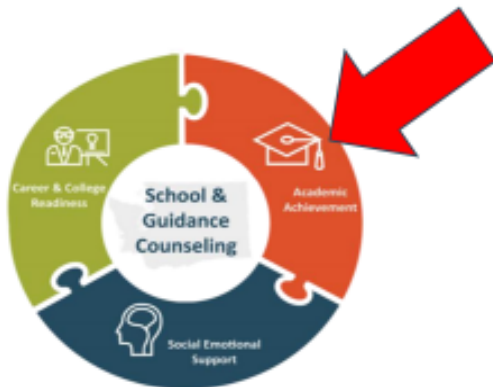 Career & College
Readiness
School &
Guidance
Counseling
Academic
Achievement
Social Emotional
Support